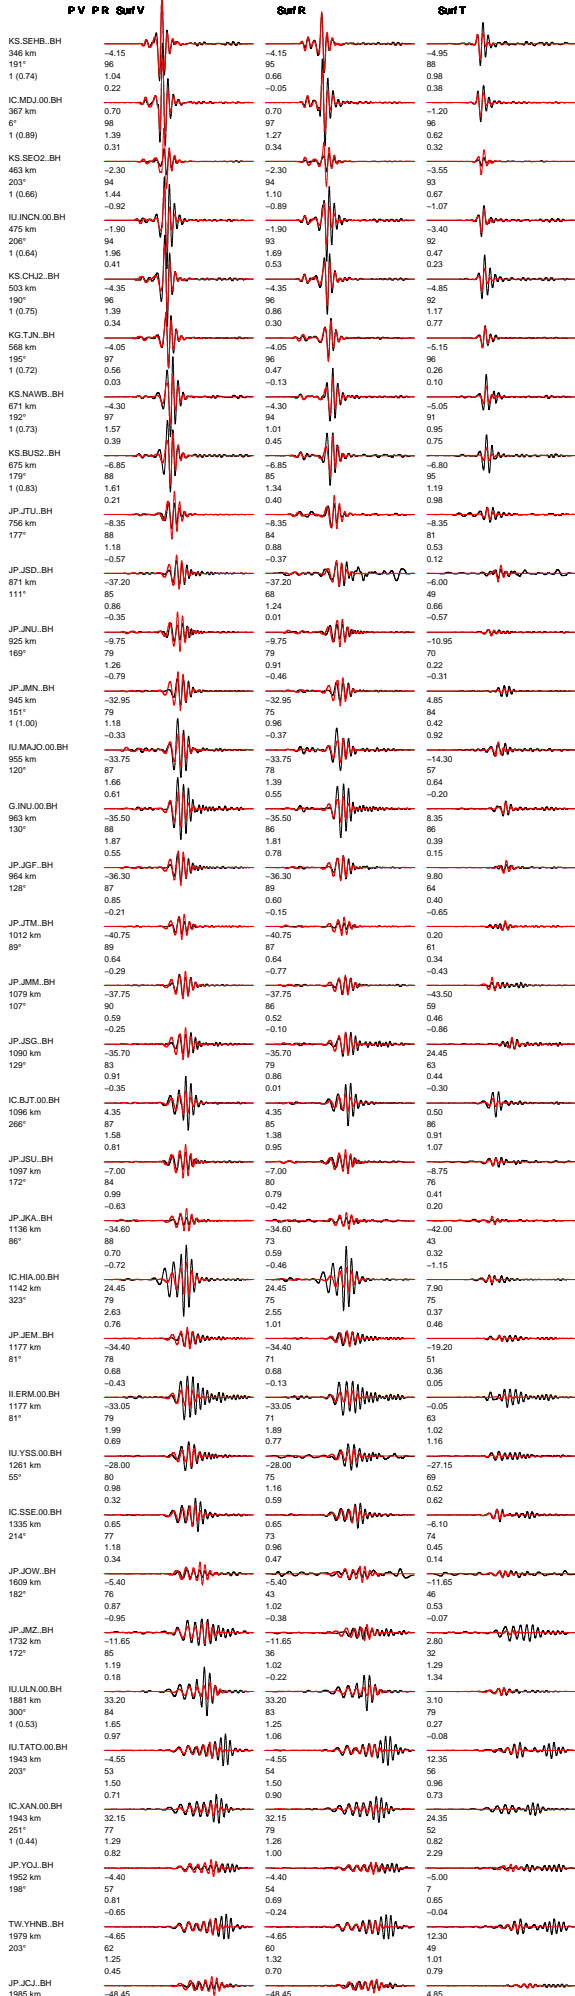 P V P R Surf V Surf R Surf T
KS.SEHB..BH
346 km −4.15 −4.15 −4.95
191° 96 95 88
1 (0.74) 1.04 0.66 0.98
0.22 −0.05 0.38
IC.MDJ.00.BH
367 km 0.70 0.70 −1.20
6° 98 97 96
1 (0.89) 1.39 1.27 0.62
0.31 0.34 0.32
KS.SEO2..BH
463 km −2.30 −2.30 −3.55
203° 94 94 93
1 (0.66) 1.44 1.10 0.67
−0.92 −0.89 −1.07
IU.INCN.00.BH
475 km −1.90 −1.90 −3.40
206° 94 93 92
1 (0.64) 1.96 1.69 0.47
0.41 0.53 0.23
KS.CHJ2..BH
503 km −4.35 −4.35 −4.85
190° 96 96 92
1 (0.75) 1.39 0.86 1.17
0.34 0.30 0.77
KG.TJN..BH
568 km −4.05 −4.05 −5.15
195° 97 96 96
1 (0.72) 0.56 0.47 0.26
0.03 −0.13 0.10
KS.NAWB..BH
671 km −4.30 −4.30 −5.05
192° 97 94 91
1 (0.73) 1.57 1.01 0.95
0.39 0.45 0.75
KS.BUS2..BH
675 km −6.85 −6.85 −6.80
179° 88 85 95
1 (0.83) 1.61 1.34 1.19
0.21 0.40 0.98
JP.JTU..BH
756 km −8.35 −8.35 −8.35
177° 88 84 81
1.18 0.88 0.53
−0.57 −0.37 0.12
JP.JSD..BH
871 km −37.20 −37.20 −6.00
111° 85 68 49
0.86 1.24 0.66
−0.35 0.01 −0.57
JP.JNU..BH
925 km −9.75 −9.75 −10.95
169° 79 79 70
1.26 0.91 0.22
−0.79 −0.46 −0.31
JP.JMN..BH
945 km −32.95 −32.95 4.85
151° 79 75 84
1 (1.00) 1.18 0.96 0.42
−0.33 −0.37 0.92
IU.MAJO.00.BH
955 km −33.75 −33.75 −14.30
120° 87 78 57
1.66 1.39 0.64
0.61 0.55 −0.20
G.INU.00.BH
963 km −35.50 −35.50 8.35
130° 88 86 86
1.87 1.81 0.39
0.55 0.78 0.15
JP.JGF..BH
964 km −36.30 −36.30 9.80
128° 87 89 64
0.85 0.60 0.40
−0.21 −0.15 −0.65
JP.JTM..BH
1012 km −40.75 −40.75 0.20
89° 89 87 61
0.64 0.64 0.34
−0.29 −0.77 −0.43
JP.JMM..BH
1079 km −37.75 −37.75 −43.50
107° 90 86 59
0.59 0.52 0.46
−0.25 −0.10 −0.86
JP.JSG..BH
1090 km −35.70 −35.70 24.45
129° 83 79 63
0.91 0.86 0.44
−0.35 0.01 −0.30
IC.BJT.00.BH
1096 km 4.35 4.35 0.50
266° 87 85 86
1.58 1.38 0.91
0.81 0.95 1.07
JP.JSU..BH
1097 km −7.00 −7.00 −8.75
172° 84 80 76
0.99 0.79 0.41
−0.63 −0.42 0.20
JP.JKA..BH
1136 km −34.60 −34.60 −42.00
86° 88 73 43
0.70 0.59 0.32
−0.72 −0.46 −1.15
IC.HIA.00.BH
1142 km 24.45 24.45 7.90
323° 79 75 75
2.63 2.55 0.37
0.76 1.01 0.46
JP.JEM..BH
1177 km −34.40 −34.40 −19.20
81° 78 71 51
0.68 0.68 0.36
−0.43 −0.13 0.05
II.ERM.00.BH
1177 km −33.05 −33.05 −0.05
81° 79 71 63
1.99 1.89 1.02
0.69 0.77 1.16
IU.YSS.00.BH
1261 km −28.00 −28.00 −27.15
55° 80 75 69
0.98 1.16 0.52
0.32 0.59 0.62
IC.SSE.00.BH
1335 km 0.65 0.65 −6.10
214° 77 73 74
1.18 0.96 0.45
0.34 0.47 0.14
JP.JOW..BH
1609 km −5.40 −5.40 −11.65
182° 76 43 46
0.87 1.02 0.53
−0.95 −0.38 −0.07
JP.JMZ..BH
1732 km −11.65 −11.65 2.80
172° 85 36 32
1.19 1.02 1.29
0.18 −0.22 1.34
IU.ULN.00.BH
1881 km 33.20 33.20 3.10
300° 84 83 79
1 (0.53) 1.65 1.25 0.27
0.97 1.06 −0.08
IU.TATO.00.BH
1943 km −4.55 −4.55 12.35
203° 53 54 56
1.50 1.50 0.96
0.71 0.90 0.73
IC.XAN.00.BH
1943 km 32.15 32.15 24.35
251° 77 79 52
1 (0.44) 1.29 1.26 0.82
0.82 1.00 2.29
JP.YOJ..BH
1952 km −4.40 −4.40 −5.00
198° 57 54 7
0.81 0.69 0.65
−0.65 −0.24 −0.04
TW.YHNB..BH
1979 km −4.65 −4.65 12.30
203° 62 60 49
1.25 1.32 1.01
0.45 0.70 0.79
JP.JCJ..BH
1985 km −48.45 −48.45 4.85